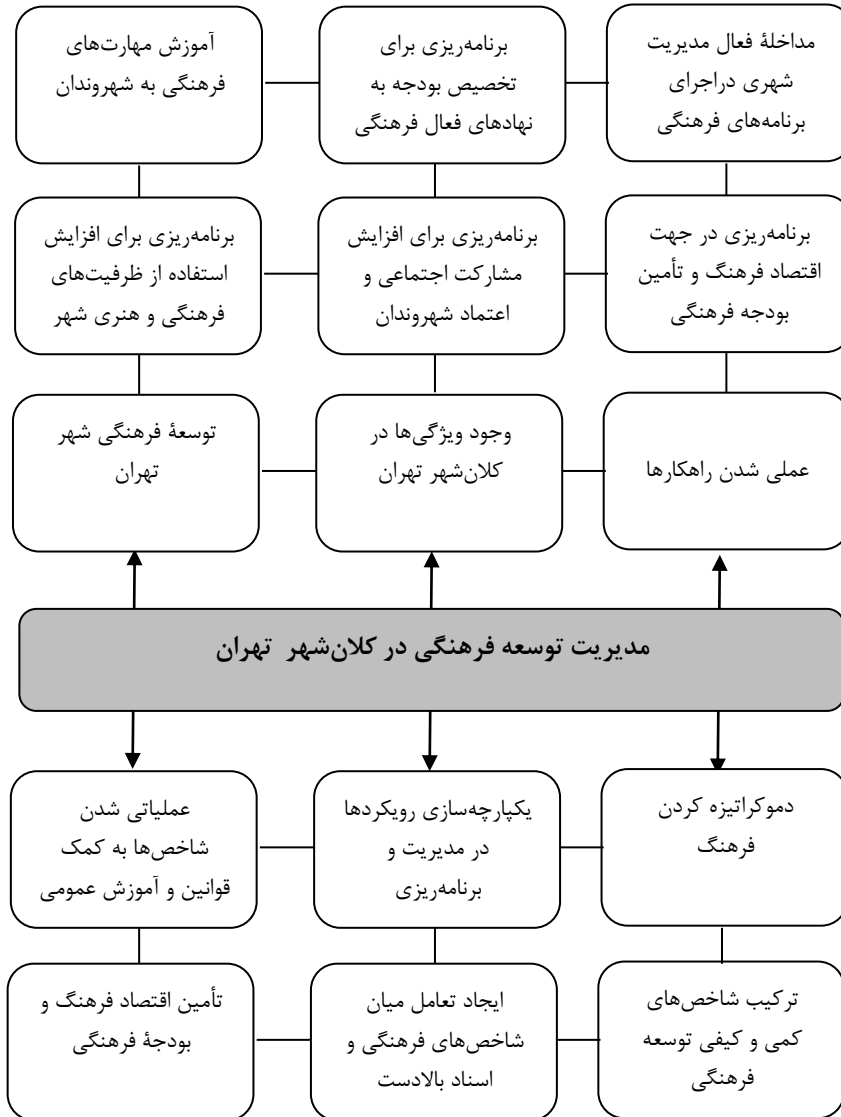 مداخلهٔ فعال مدیریت
شهری دراجرای
برنامه‌های فرهنگی
برنامه‌ریزی برای
تخصیص بودجه به
نهادهای فعال فرهنگی
آموزش مهارت‌های
فرهنگی به شهروندان
برنامه‌ریزی در جهت
اقتصاد فرهنگ و تأمین
بودجه فرهنگی
برنامه‌ریزی برای افزایش
مشارکت اجتماعی و
اعتماد شهروندان
برنامه‌ریزی برای افزایش
استفاده از ظرفیت‌های
فرهنگی و هنری شهر
عملی شدن راهکارها
وجود ویژگی‌ها در
کلان‌شهر تهران
توسعهٔ فرهنگی شهر
تهران
مدیریت توسعه فرهنگی در کلان‌شهر تهران
دموکراتیزه کردن
فرهنگ
یکپارچه‌سازی رویکردها
در مدیریت و
برنامه‌ریزی
عملیاتی شدن
شاخص‌ها به کمک
قوانین و آموزش عمومی
ترکیب شاخص‌های
کمی و کیفی توسعه
فرهنگی
ایجاد تعامل میان
شاخص‌های فرهنگی و
اسناد بالادست
تأمین اقتصاد فرهنگ و
بودجهٔ فرهنگی